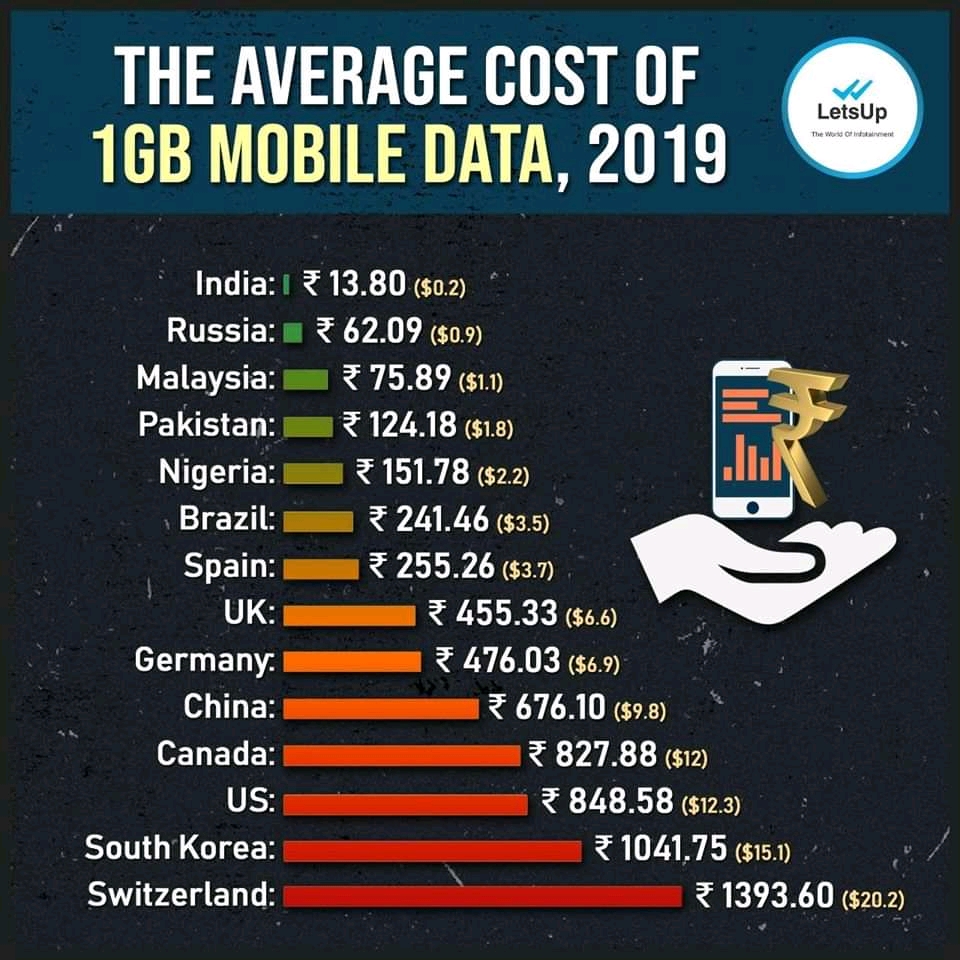 THE AVERAGE COST OF
1GB MOBILE DATA, 2019
LetsUp
The World Of Infotainment
India: ₹ 13.80 ($0.2)
Russia: ₹ 62.09 ($0.9)
Malaysia: ₹ 75.89 ($1.1)
Pakistan: ₹ 124.18 ($1.8)
Nigeria: ₹ 151.78 ($2.2)
Brazil: ₹ 241.46 ($3.5)
Spain: ₹ 255.26 ($3.7)
UK: ₹ 455.33 ($6.6)
Germany: ₹ 476.03 ($6.9)
China: ₹ 676.10 ($9.8)
Canada: ₹ 827.88 ($12)
US: ₹ 848.58 ($12.3)
South Korea: ₹ 1041.75 ($15.1)
Switzerland: ₹ 1393.60 ($20.2)